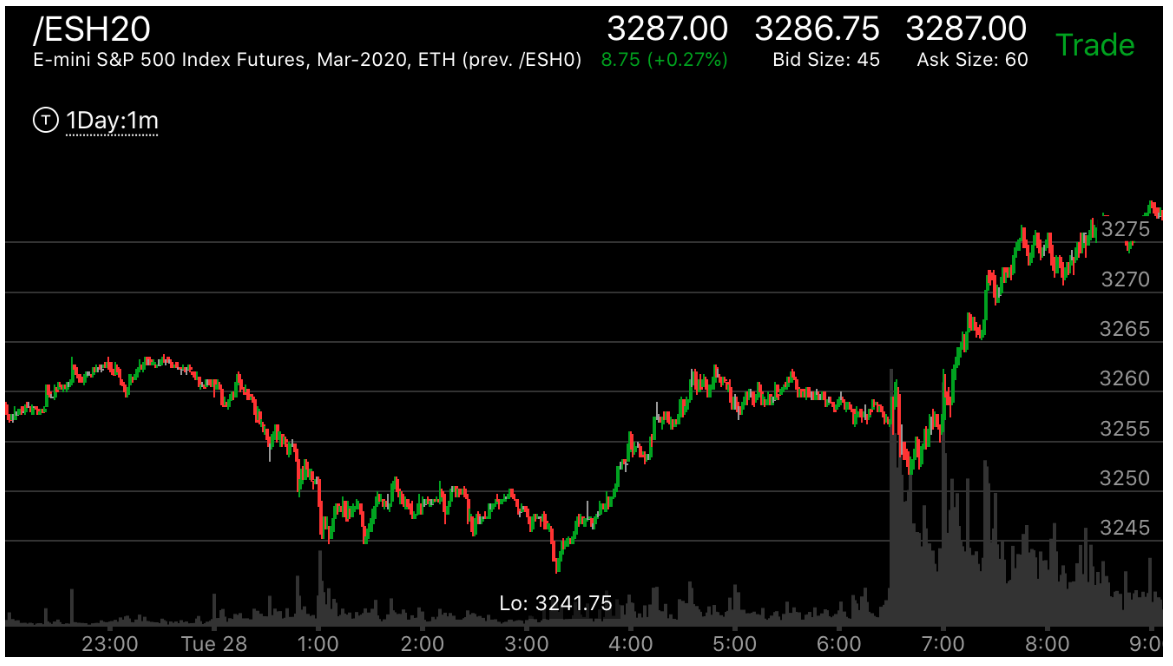 /ESH20 3287.00 3286.75 3287.00 Trade
E-mini S&P 500 Index Futures, Mar-2020, ETH (prev. /ESH0) 8.75 (+0.27%) Bid Size: 45 Ask Size: 60
T 1Day:1m
3275
3270
3265
3260
3255
3250
3245
Lo: 3241.75
23:00 Tue 28 1:00 2:00 3:00 4:00 5:00 6:00 7:00 8:00 9:0